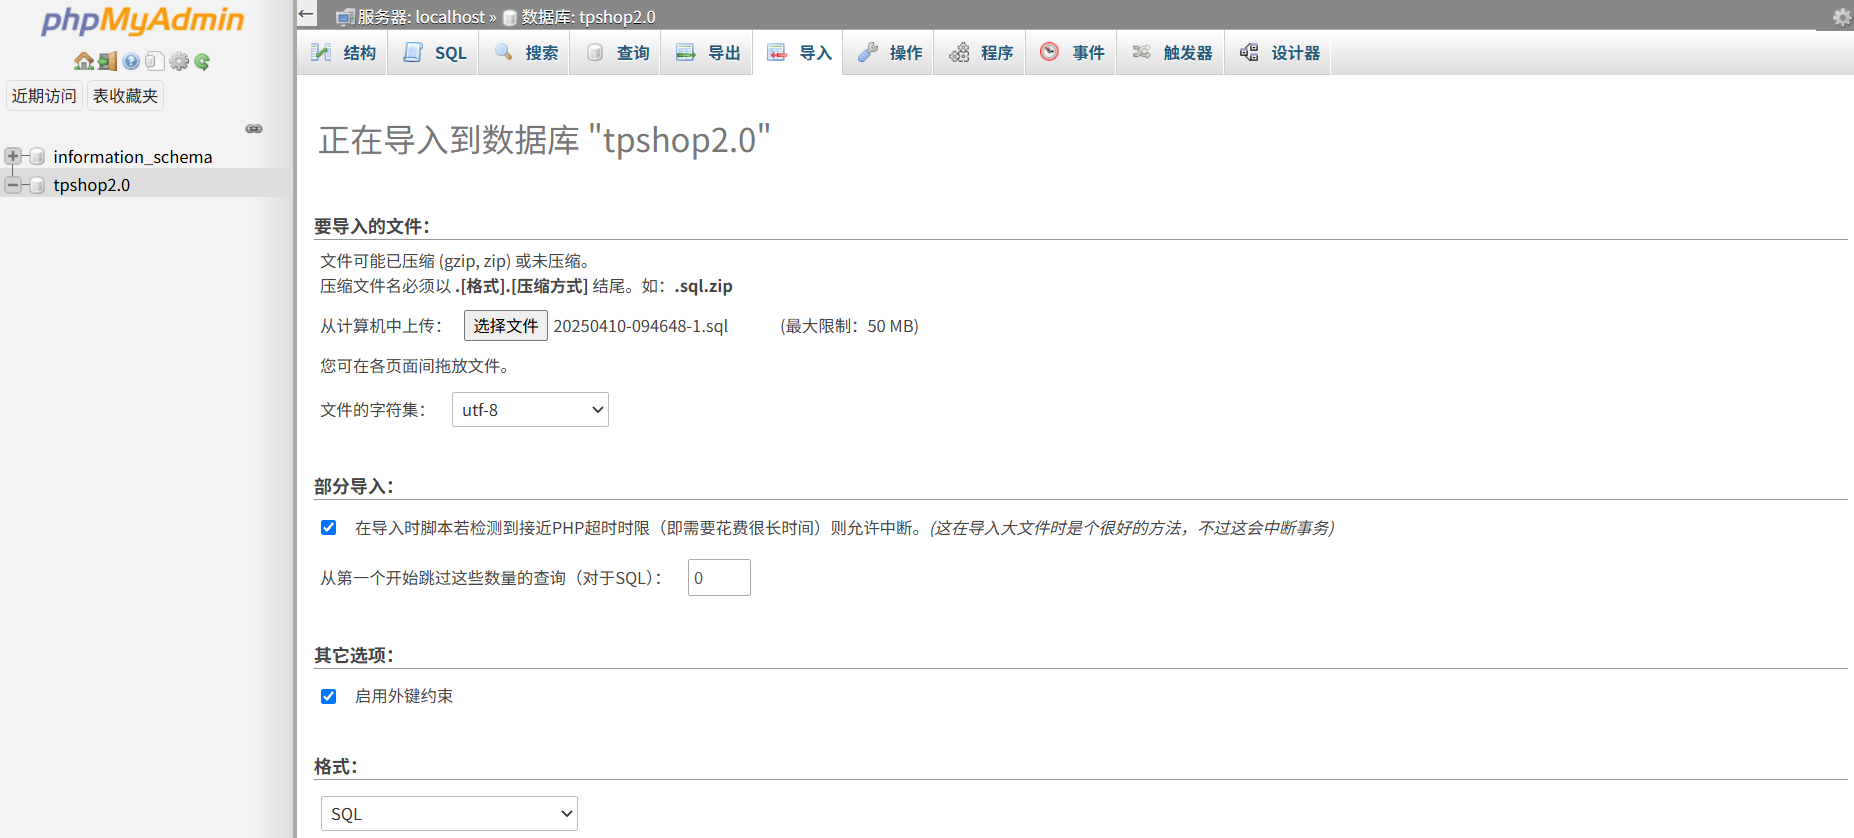 phpMyAdmin
近期访问 表收藏夹
information_schema
tpshop2.0
服务器: localhost » 数据库: tpshop2.0
结构 SQL 搜索 查询 导出 导入 操作 程序 事件 触发器 设计器
正在导入到数据库 "tpshop2.0"
要导入的文件：
文件可能已压缩 (gzip, zip) 或未压缩。
压缩文件名必须以 .[格式].[压缩方式] 结尾。如：.sql.zip
从计算机中上传： 选择文件 20250410-094648-1.sql (最大限制：50 MB)
您可在各页面间拖放文件。
文件的字符集： utf-8
部分导入：
在导入时脚本若检测到接近PHP超时时限（即需要花费很长时间）则允许中断。(这在导入大文件时是个很好的方法，不过这会中断事务)
从第一个开始跳过这些数量的查询（对于SQL）： 0
其它选项：
启用外键约束
格式：
SQL